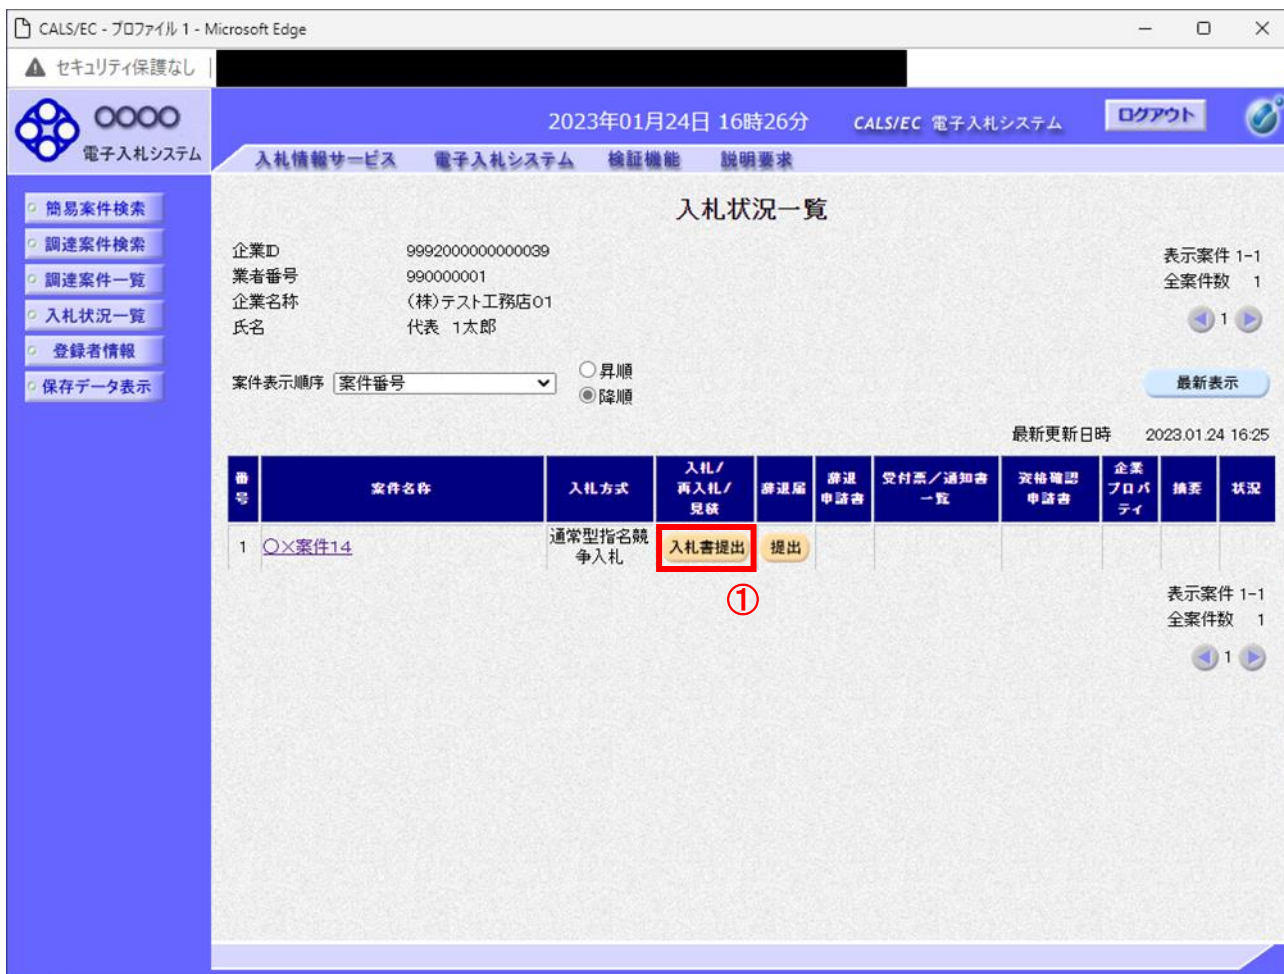 CALS/EC - プロファイル 1 - Microsoft Edge
セキュリティ保護なし
〇〇〇〇
電子入札システム
2023年01月24日 16時26分
CALS/EC 電子入札システム
ログアウト
入札情報サービス 電子入札システム 検証機能 説明要求
簡易案件検索
調達案件検索
調達案件一覧
入札状況一覧
登録者情報
保存データ表示
入札状況一覧
企業ID 9992000000000039
業者番号 990000001
企業名称 (株)テスト工務店01
氏名 代表 1太郎
表示案件 1-1
全案件数 1
1
案件表示順序 案件番号
昇順
降順
最新表示
最新更新日時 2023.01.24 16:25
番号 案件名称 入札方式 入札/再入札/見積 辞退届 辞退申請書 受付票/通知書一覧 資格確認申請書 企業プロパティ 摘要 状況
1 〇×案件14 通常型指名競争入札 入札書提出 提出
①
表示案件 1-1
全案件数 1
1